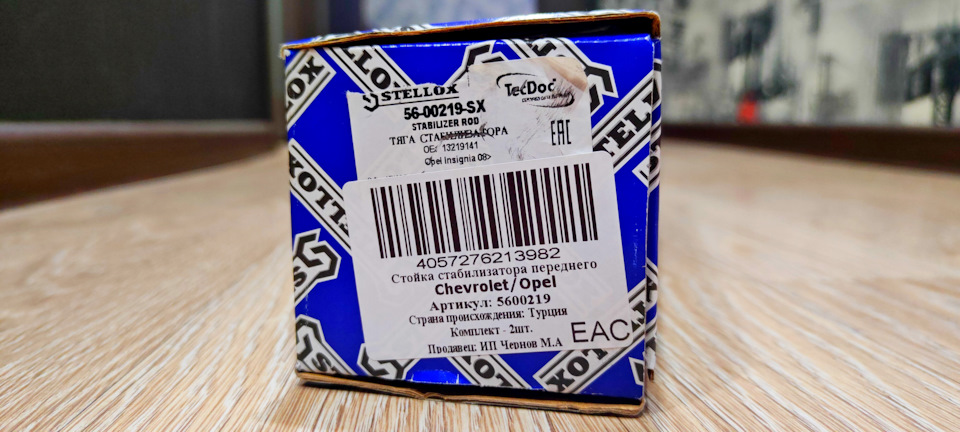 STELLOX
TecDoc
56-00219-SX
STABILIZER ROD
ТЯГА СТАБИЛИЗАТОРА
OE: 13219141
Opel Insignia 08>
EAC
4057276213982
Стойка стабилизатора переднего
Chevrolet/Opel
Артикул: 5600219
Страна происхождения: Турция
Комплект - 2шт.
Продавец: ИП Чернов М.А
EAC